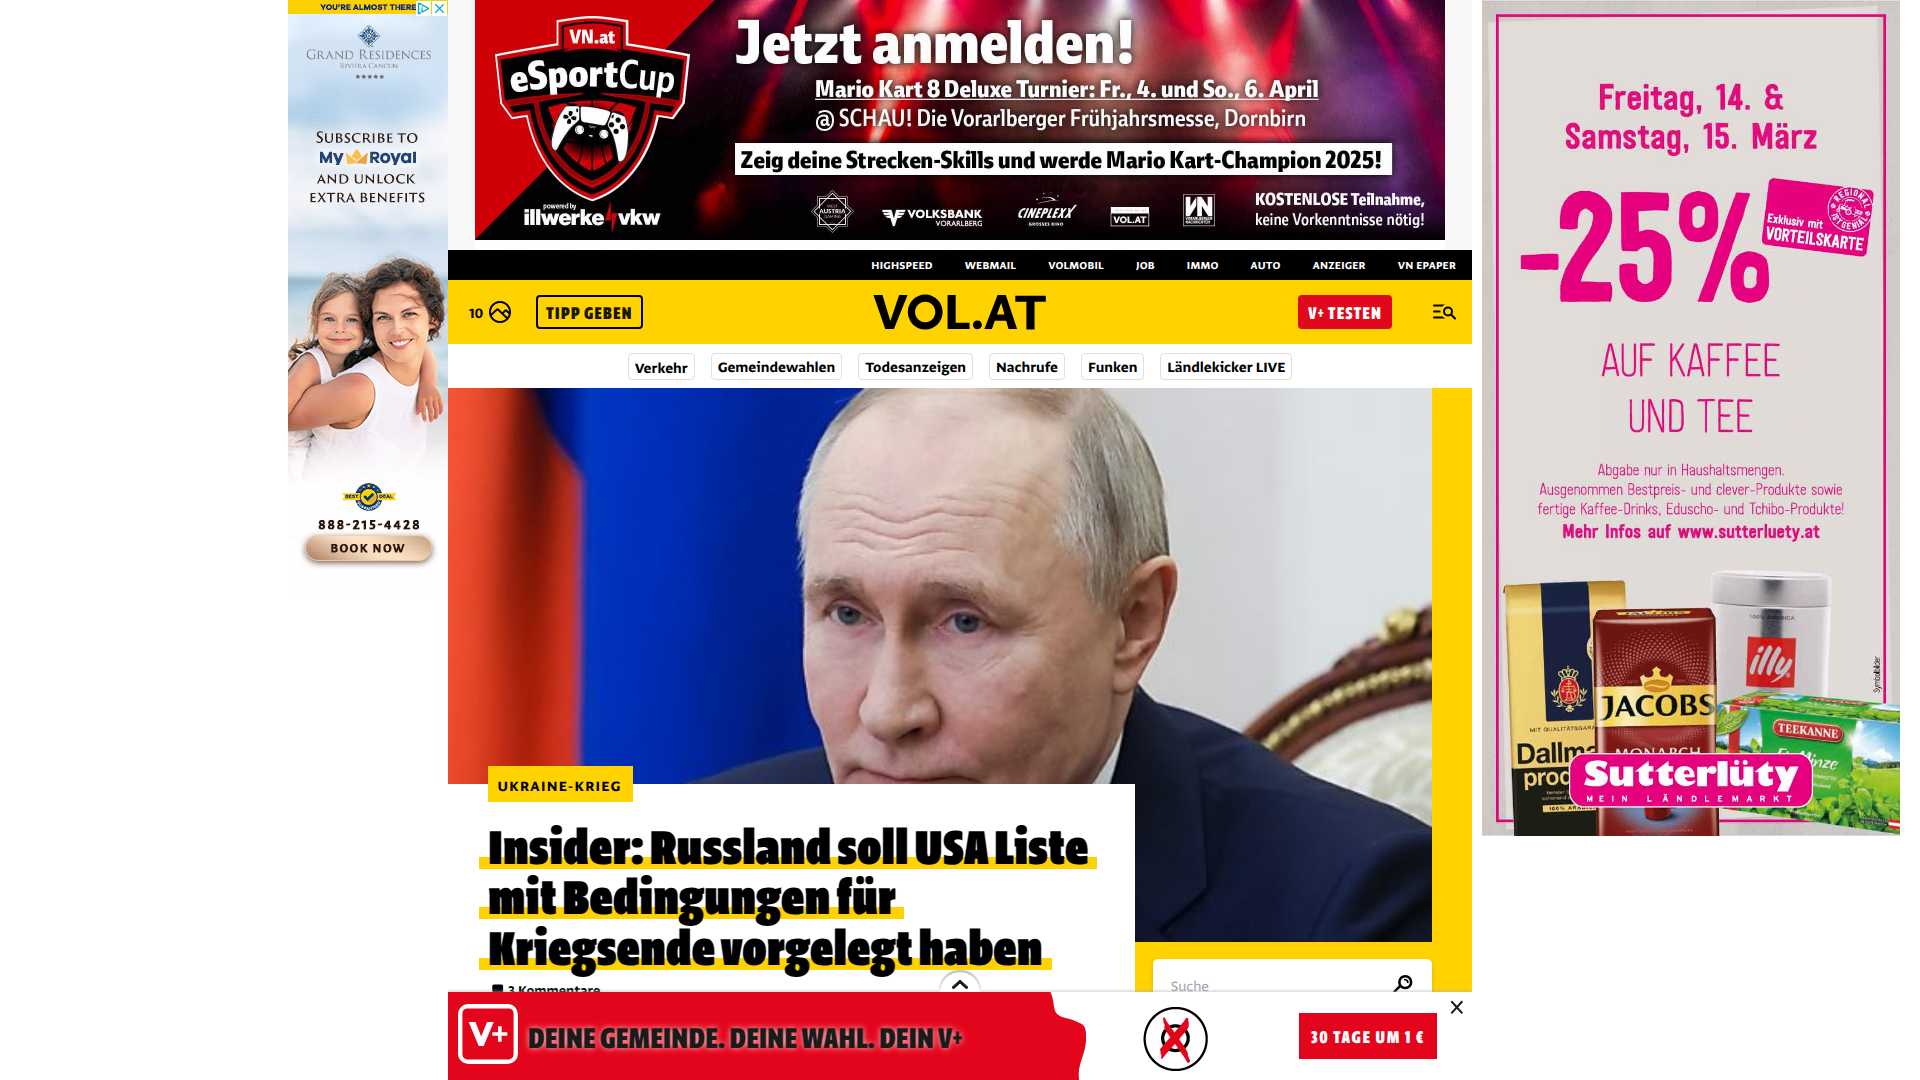 YOU'RE ALMOST THERE
GRAND RESIDENCES
RIVIERA CANCUN
SUBSCRIBE TO
My Royal
AND UNLOCK
EXTRA BENEFITS
BEST DEAL
888-215-4428
BOOK NOW
VN.at
eSportCup
powered by
illwerke vkw
Jetzt anmelden!
Mario Kart 8 Deluxe Turnier: Fr., 4. und So., 6. April
@ SCHAU! Die Vorarlberger Frühjahrsmesse, Dornbirn
Zeig deine Strecken-Skills und werde Mario Kart-Champion 2025!
AUSTRIA
VOLKSBANK
VORARLBERG
CINEPLEXX
VOL.AT
VN
KOSTENLOSE Teilnahme,
keine Vorkenntnisse nötig!
HIGHSPEED WEBMAIL VOLMOBIL JOB IMMO AUTO ANZEIGER VN EPAPER
10 TIPP GEBEN VOL.AT V+ TESTEN
Verkehr Gemeindewahlen Todesanzeigen Nachrufe Funken Ländlekicker LIVE
UKRAINE-KRIEG
Insider: Russland soll USA Liste
mit Bedingungen für
Kriegsende vorgelegt haben
3 Kommentare
Suche
V+ DEINE GEMEINDE. DEINE WAHL. DEIN V+
30 TAGE UM 1 €
Freitag, 14. &
Samstag, 15. März
-25%
REGIONAL IST GENIAL
Exklusiv mit
VORTEILSKARTE
AUF KAFFEE
UND TEE
Abgabe nur in Haushaltsmengen.
Ausgenommen Bestpreis- und clever-Produkte sowie
fertige Kaffee-Drinks, Eduscho- und Tchibo-Produkte!
Mehr Infos auf www.sutterluety.at
100% ARABICA
illy
Symbolbilder
JACOBS
MONARCH
TEEKANNE
Dallma
prod
Sutterlüty
MEIN LÄNDLEMARKT